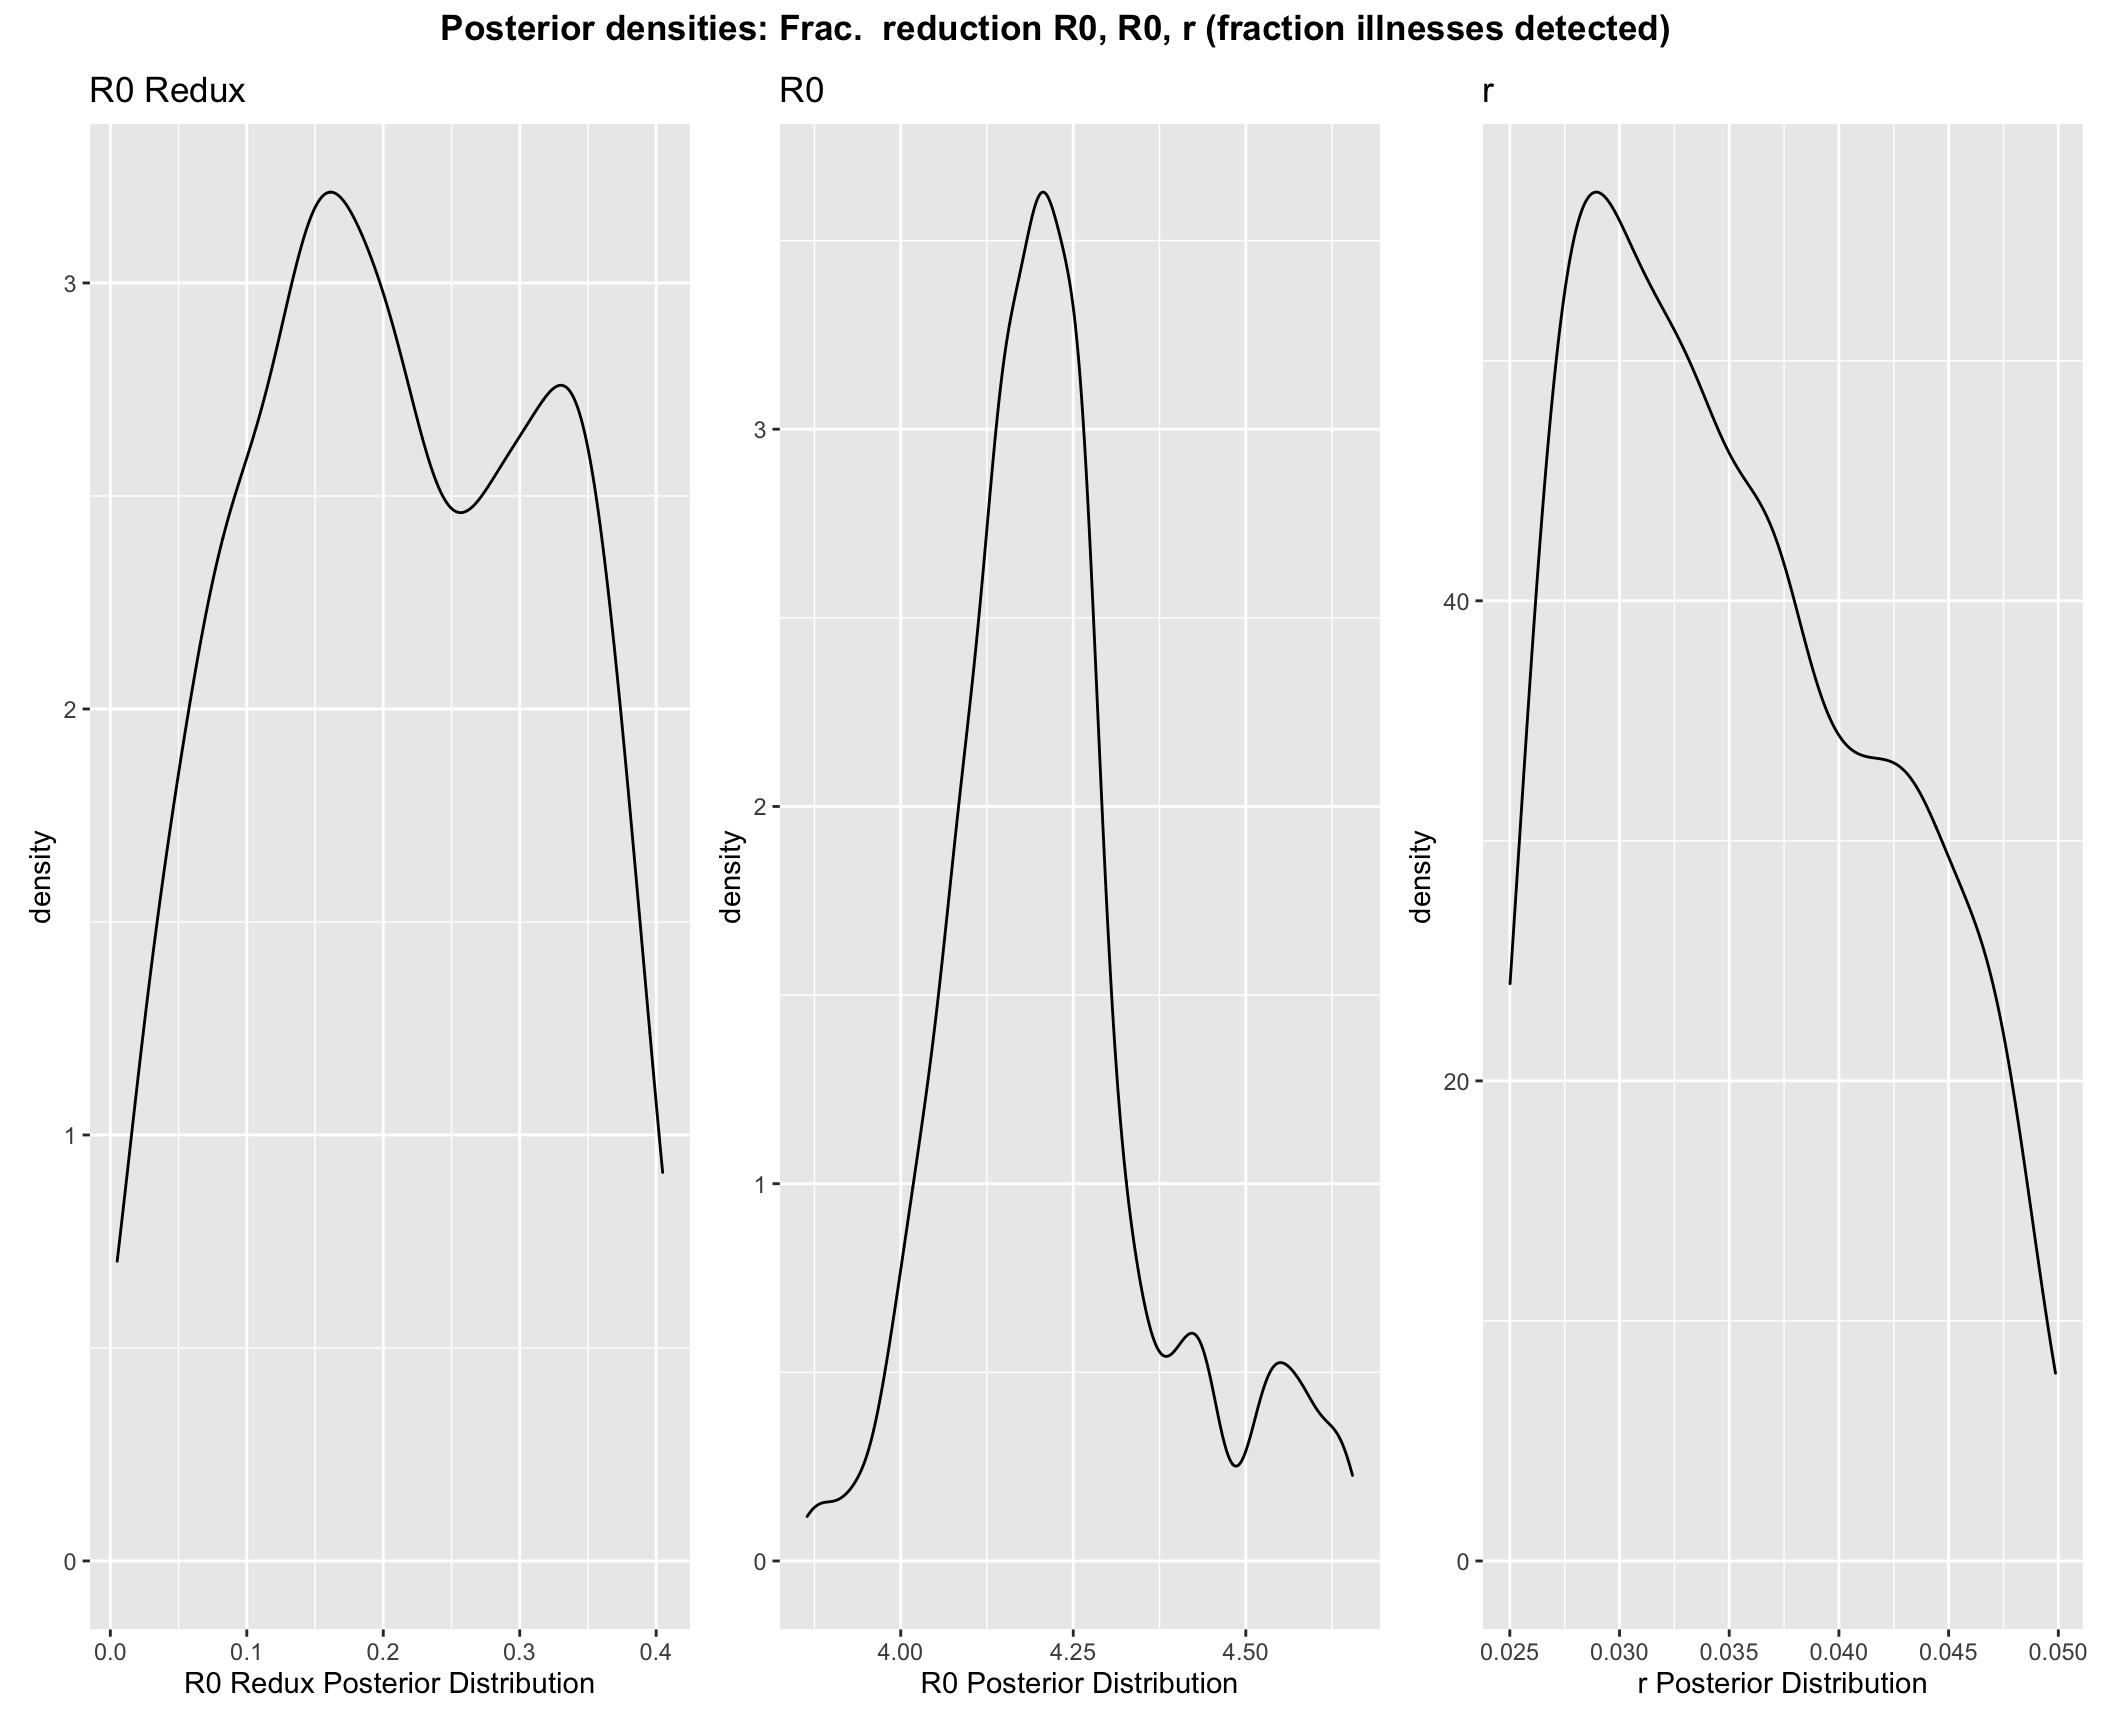 Posterior densities: Frac.  reduction R0, R0, r (fraction illnesses detected)
R0 Redux
3
2
1
0
density
0.0 0.1 0.2 0.3 0.4
R0 Redux Posterior Distribution
R0
3
2
1
0
density
4.00 4.25 4.50
R0 Posterior Distribution
r
40
20
0
density
0.025 0.030 0.035 0.040 0.045 0.050
r Posterior Distribution